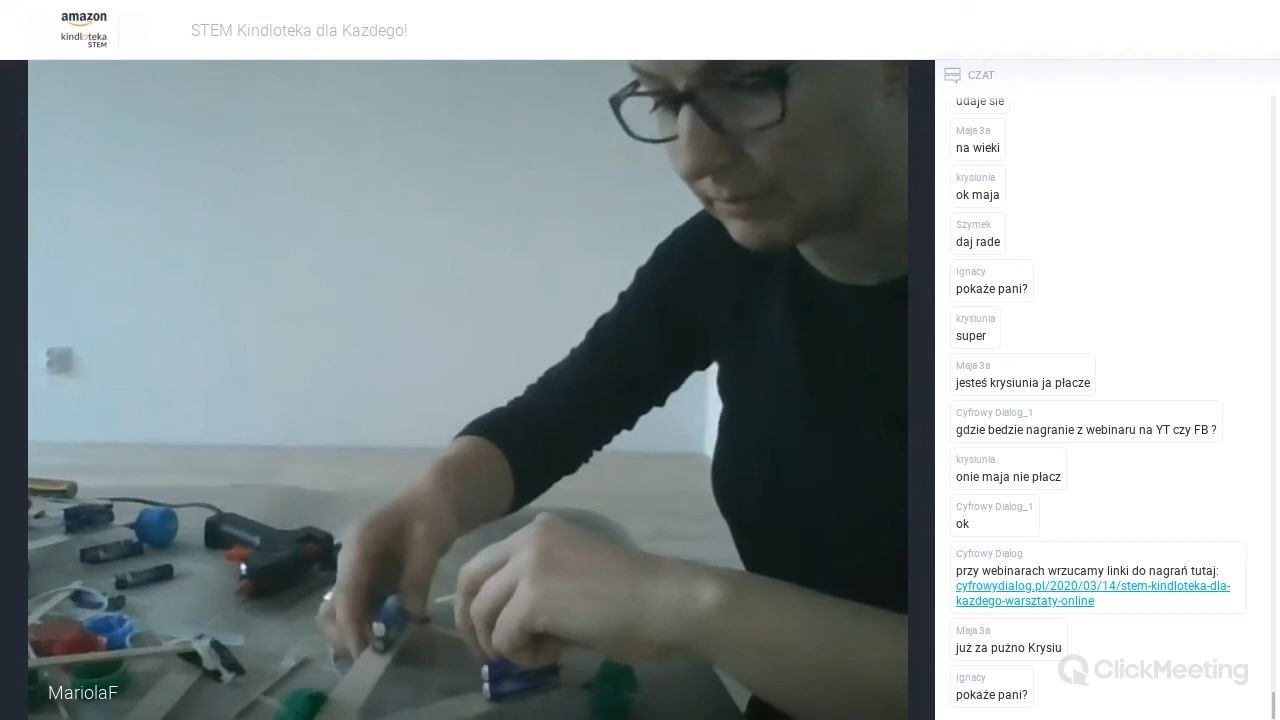 amazon
kindloteka
STEM
STEM Kindloteka dla Każdego!
CZAT
udaje sie
Maja 3a
na wieki
krysiunia
ok maja
Szymek
daj rade
Ignacy
pokaże pani?
krysiunia
super
Maja 3a
jesteś krysiunia ja płacze
Cyfrowy Dialog_1
gdzie bedzie nagranie z webinaru na YT czy FB ?
krysiunia
onie maja nie płacz
Cyfrowy Dialog_1
ok
Cyfrowy Dialog
przy webinarach wrzucamy linki do nagrań tutaj:
cyfrowydialog.pl/2020/03/14/stem-kindloteka-dla-
kazdego-warsztaty-online
Maja 3a
już za pużno Krysiu
Ignacy
pokaże pani?
ClickMeeting
MariolaF